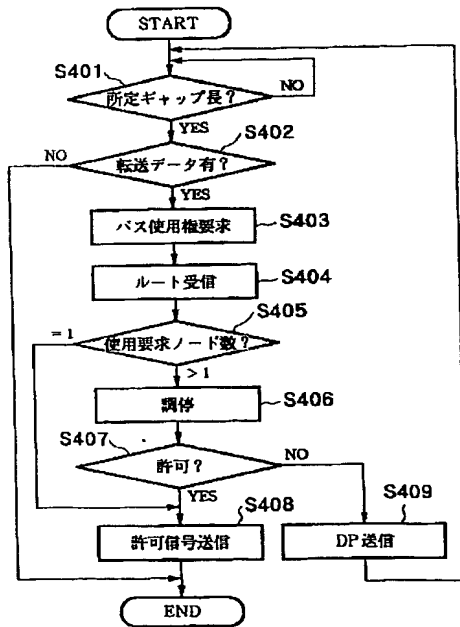 START
S401
所定ギャップ長?
NO
YES
S402
NO
転送データ有?
YES
バス使用権要求
S403
ルート受信
S404
S405
= 1
使用要求ノード数?
> 1
調停
S406
S407
許可?
NO
YES
S408
S409
許可信号送信
DP送信
END